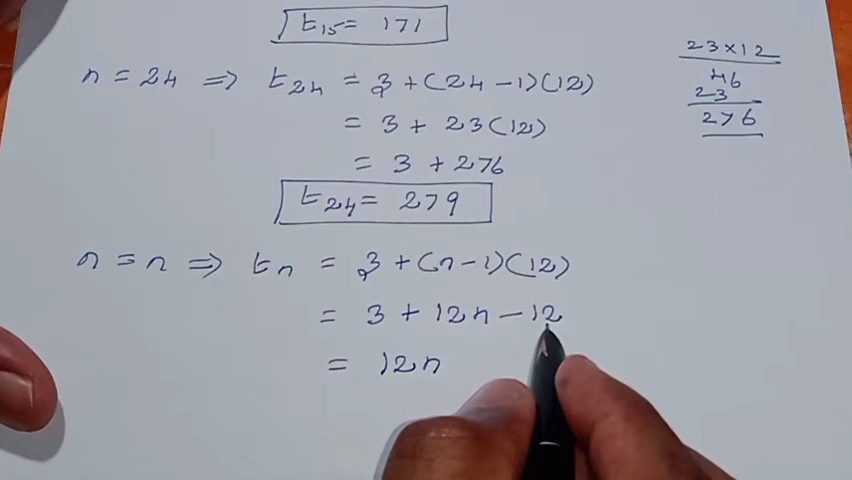 t₁₅ = 171
n = 24 ⇒ t₂₄ = 3 + (24 - 1)(12)
= 3 + 23(12)
= 3 + 276
t₂₄ = 279
n = n ⇒ tₙ = 3 + (n - 1)(12)
= 3 + 12n - 12
= 12n
23 × 12
46
23
276